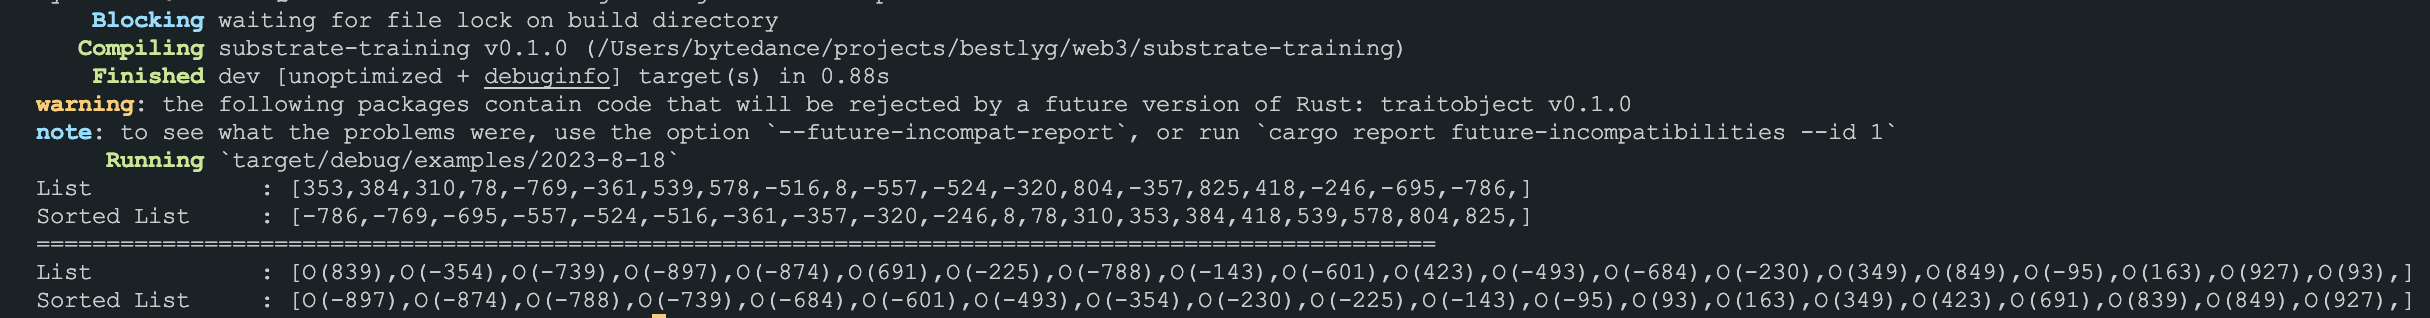 Blocking waiting for file lock on build directory
Compiling substrate-training v0.1.0 (/Users/bytedance/projects/bestlyg/web3/substrate-training)
Finished dev [unoptimized + debuginfo] target(s) in 0.88s
warning: the following packages contain code that will be rejected by a future version of Rust: traitobject v0.1.0
note: to see what the problems were, use the option `--future-incompat-report`, or run `cargo report future-incompatibilities --id 1`
Running `target/debug/examples/2023-8-18`
List : [353,384,310,78,-769,-361,539,578,-516,8,-557,-524,-320,804,-357,825,418,-246,-695,-786,]
Sorted List : [-786,-769,-695,-557,-524,-516,-361,-357,-320,-246,8,78,310,353,384,418,539,578,804,825,]
====================================================================================================
List : [O(839),O(-354),O(-739),O(-897),O(-874),O(691),O(-225),O(-788),O(-143),O(-601),O(423),O(-493),O(-684),O(-230),O(349),O(849),O(-95),O(163),O(927),O(93),]
Sorted List : [O(-897),O(-874),O(-788),O(-739),O(-684),O(-601),O(-493),O(-354),O(-230),O(-225),O(-143),O(-95),O(93),O(163),O(349),O(423),O(691),O(839),O(849),O(927),]